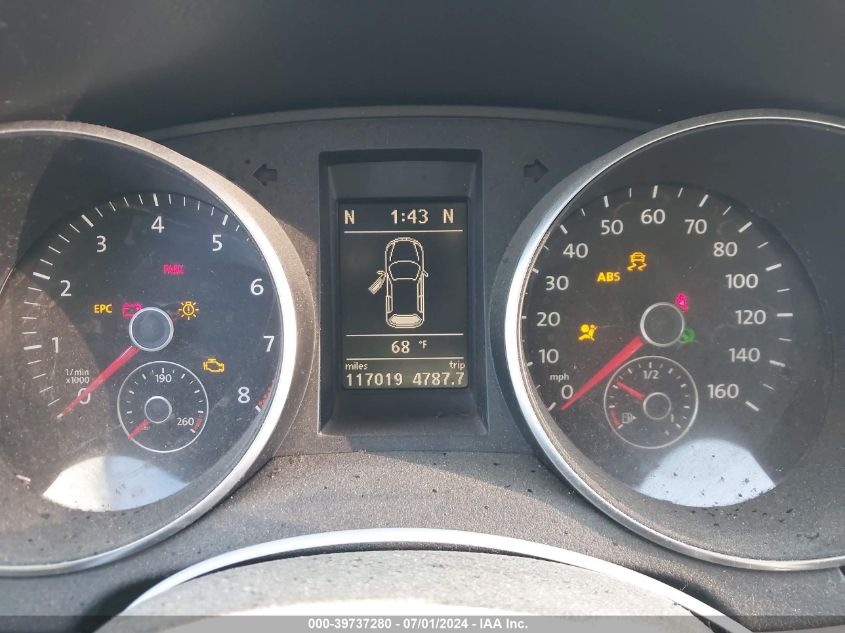 N 1:43 N
68 °F
miles trip
117019 4787.7
0 1 2 3 4 5 6 7 8
1/min
x1000
PARK
EPC
190
260
0 10 20 30 40 50 60 70 80 100 120 140 160
mph
ABS
1/2
000-39737280 - 07/01/2024 - IAA Inc.